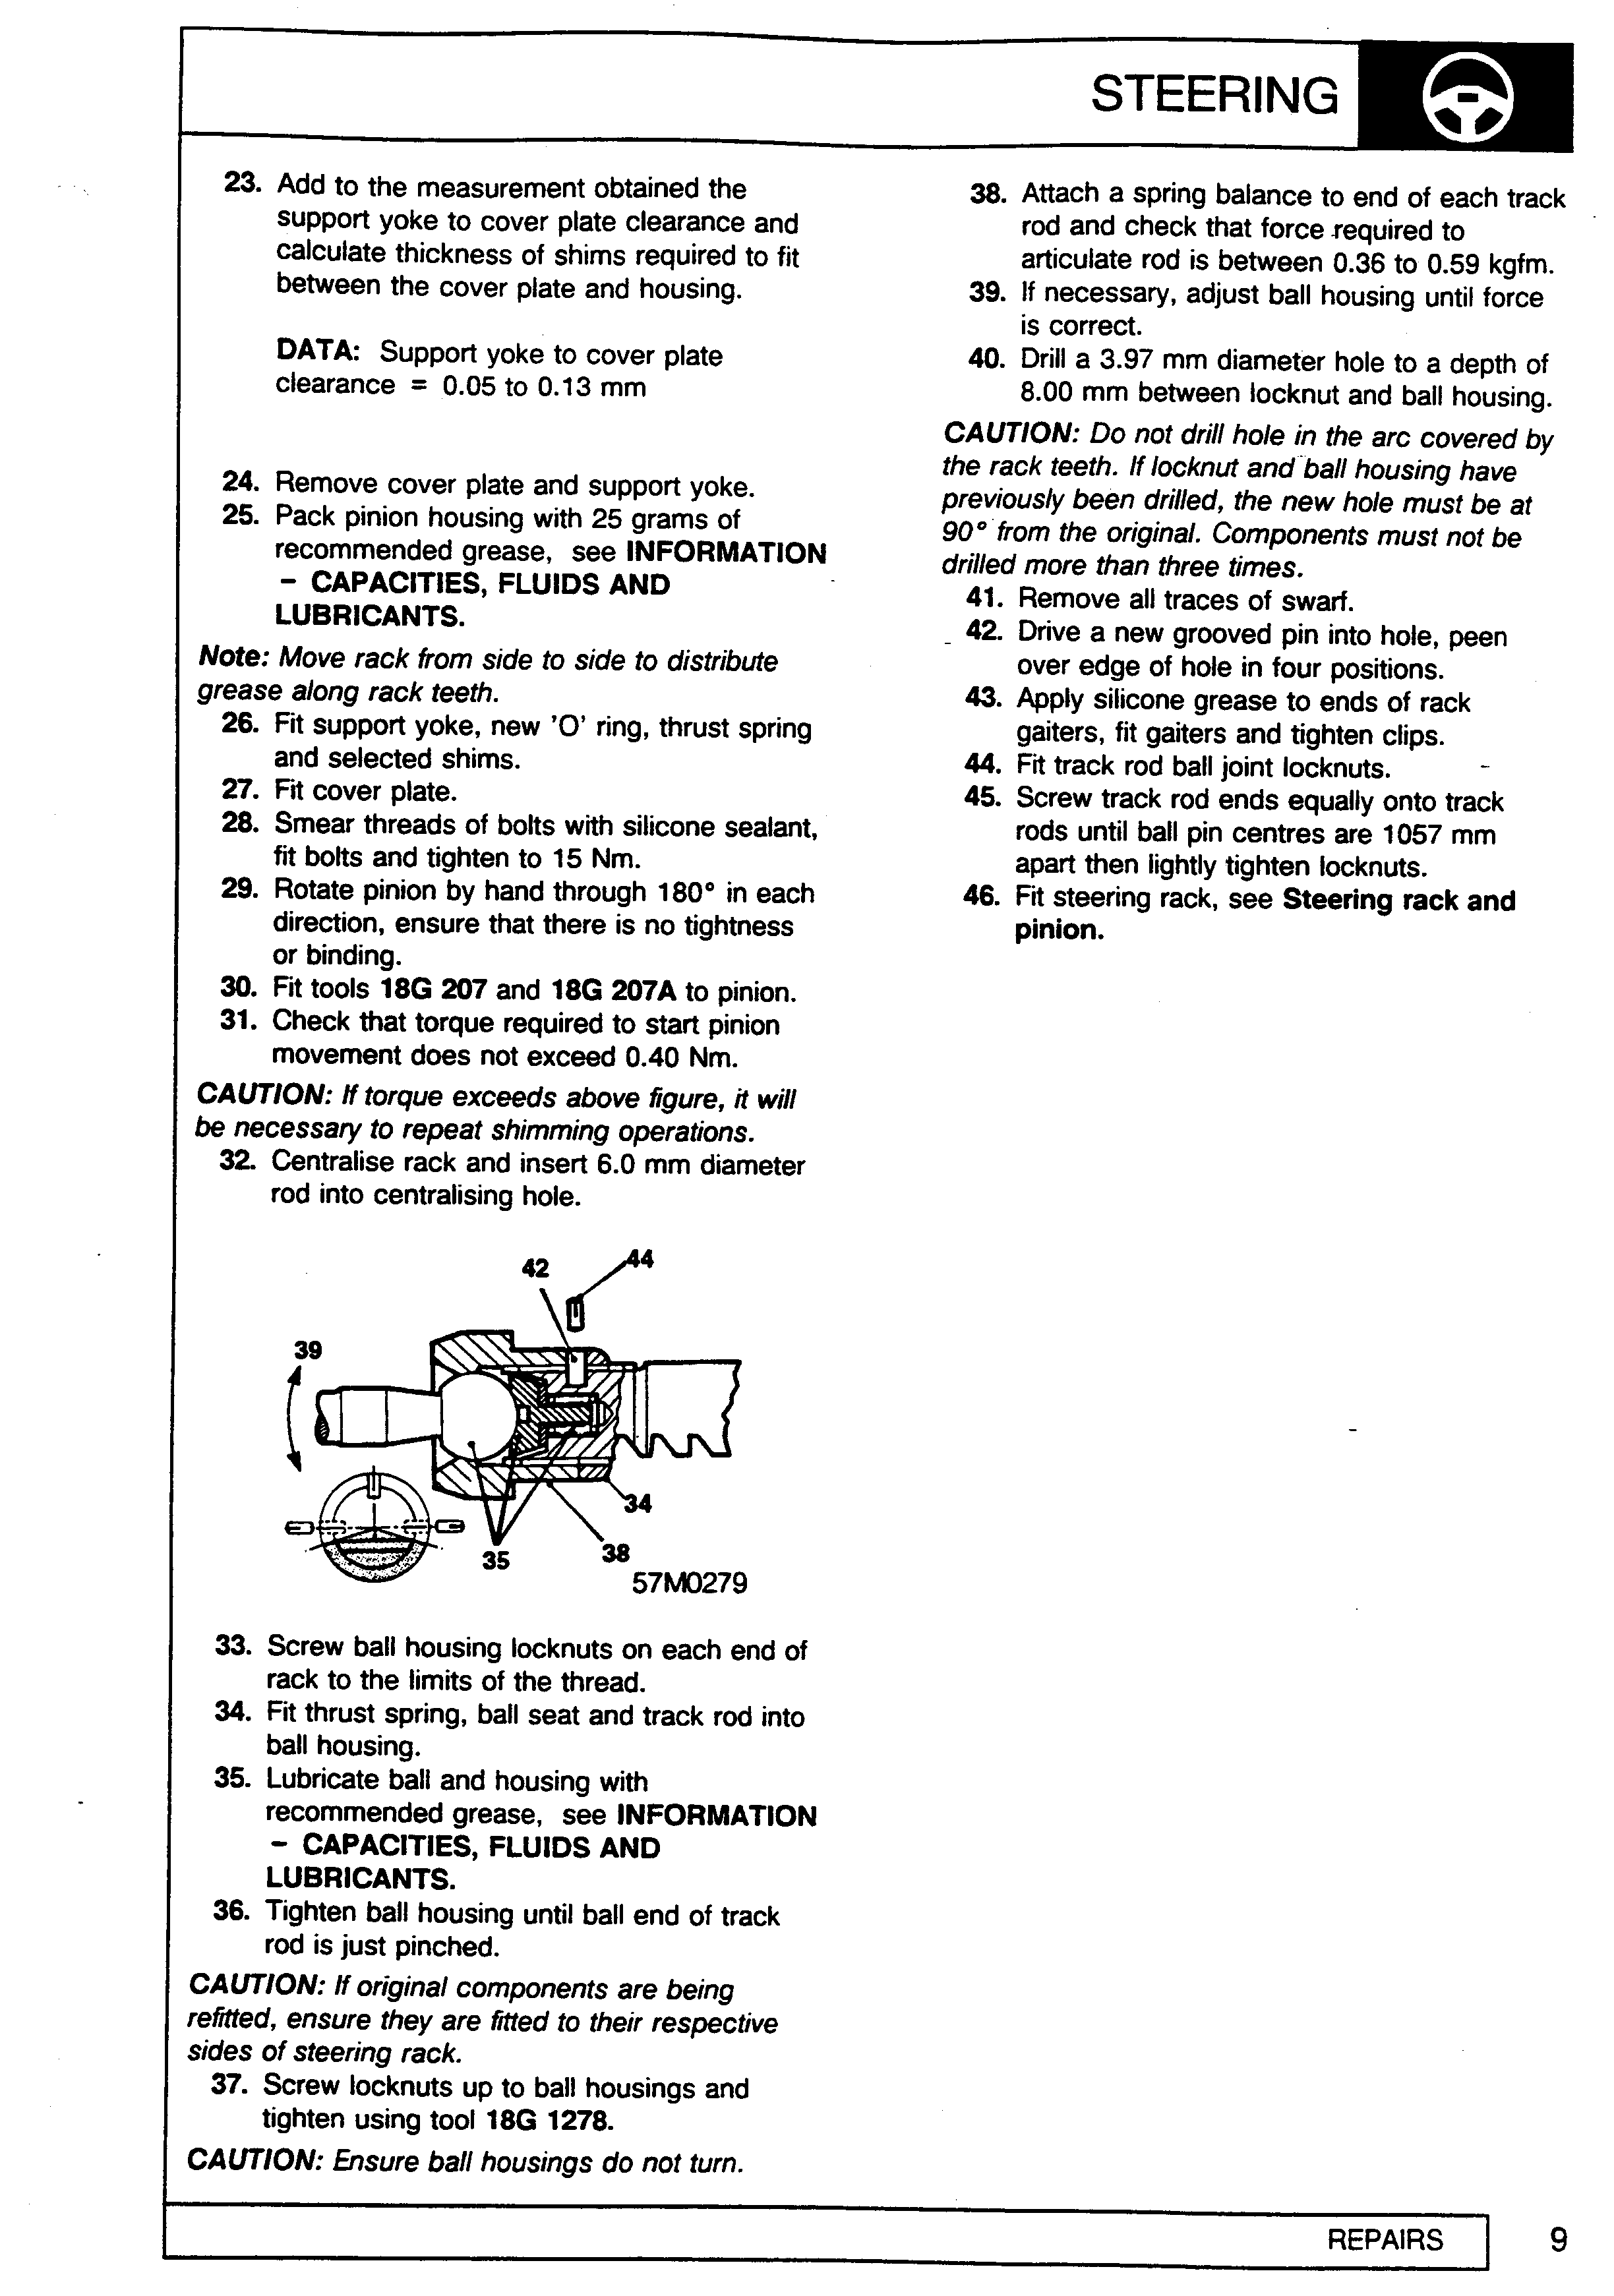 STEERING
23. Add to the measurement obtained the
support yoke to cover plate clearance and
calculate thickness of shims required to fit
between the cover plate and housing.
DATA: Support yoke to cover plate
clearance = 0.05 to 0.13 mm
24. Remove cover plate and support yoke.
25. Pack pinion housing with 25 grams of
recommended grease, see INFORMATION
– CAPACITIES, FLUIDS AND
LUBRICANTS.
Note: Move rack from side to side to distribute
grease along rack teeth.
26. Fit support yoke, new 'O' ring, thrust spring
and selected shims.
27. Fit cover plate.
28. Smear threads of bolts with silicone sealant,
fit bolts and tighten to 15 Nm.
29. Rotate pinion by hand through 180° in each
direction, ensure that there is no tightness
or binding.
30. Fit tools 18G 207 and 18G 207A to pinion.
31. Check that torque required to start pinion
movement does not exceed 0.40 Nm.
CAUTION: If torque exceeds above figure, it will
be necessary to repeat shimming operations.
32. Centralise rack and insert 6.0 mm diameter
rod into centralising hole.
42
44
39
34
35
38
57M0279
33. Screw ball housing locknuts on each end of
rack to the limits of the thread.
34. Fit thrust spring, ball seat and track rod into
ball housing.
35. Lubricate ball and housing with
recommended grease, see INFORMATION
– CAPACITIES, FLUIDS AND
LUBRICANTS.
36. Tighten ball housing until ball end of track
rod is just pinched.
CAUTION: If original components are being
refitted, ensure they are fitted to their respective
sides of steering rack.
37. Screw locknuts up to ball housings and
tighten using tool 18G 1278.
CAUTION: Ensure ball housings do not turn.
38. Attach a spring balance to end of each track
rod and check that force required to
articulate rod is between 0.36 to 0.59 kgfm.
39. If necessary, adjust ball housing until force
is correct.
40. Drill a 3.97 mm diameter hole to a depth of
8.00 mm between locknut and ball housing.
CAUTION: Do not drill hole in the arc covered by
the rack teeth. If locknut and ball housing have
previously been drilled, the new hole must be at
90° from the original. Components must not be
drilled more than three times.
41. Remove all traces of swarf.
42. Drive a new grooved pin into hole, peen
over edge of hole in four positions.
43. Apply silicone grease to ends of rack
gaiters, fit gaiters and tighten clips.
44. Fit track rod ball joint locknuts.
45. Screw track rod ends equally onto track
rods until ball pin centres are 1057 mm
apart then lightly tighten locknuts.
46. Fit steering rack, see Steering rack and
pinion.
REPAIRS
9